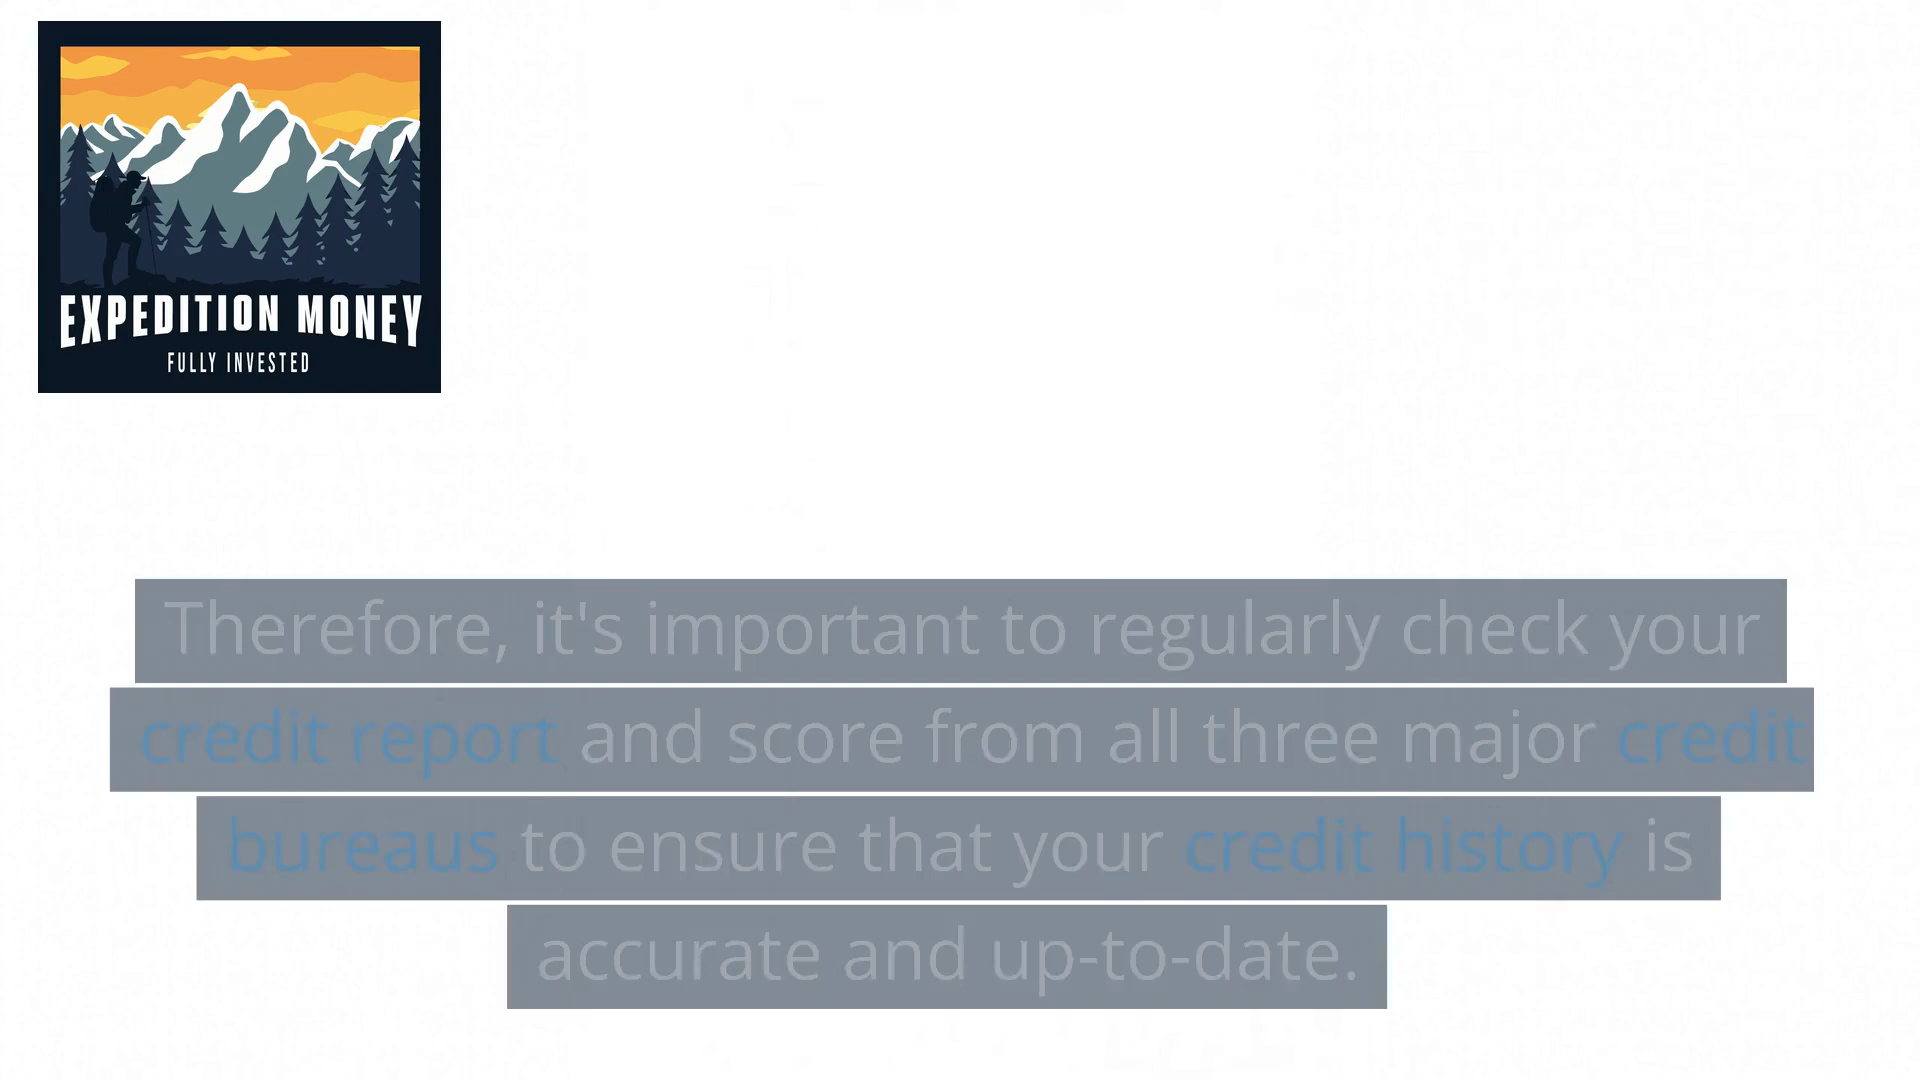 EXPEDITION MONEY
FULLY INVESTED
Therefore, it's important to regularly check your
credit report and score from all three major credit
bureaus to ensure that your credit history is
accurate and up-to-date.